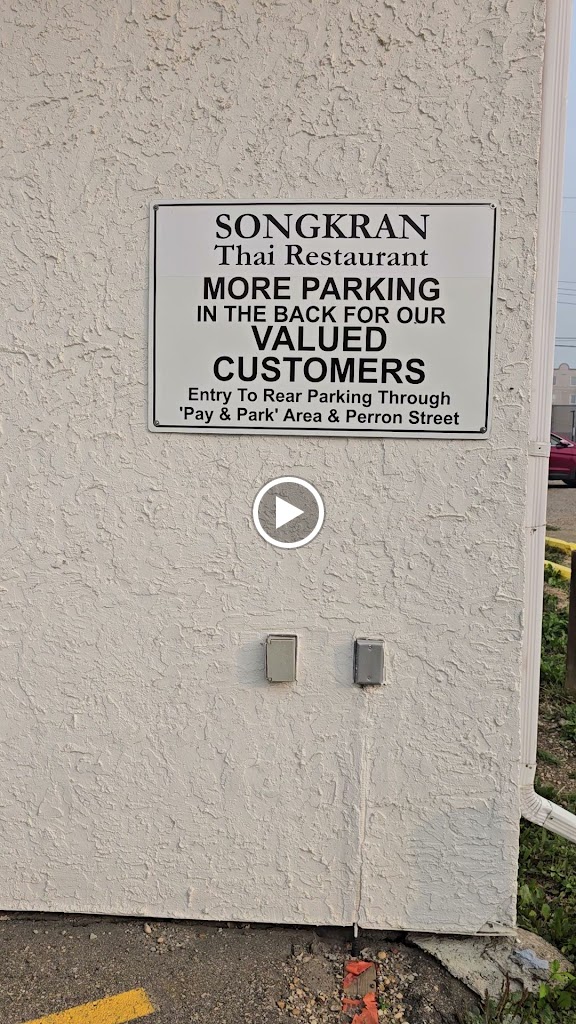 SONGKRAN
Thai Restaurant
MORE PARKING
IN THE BACK FOR OUR
VALUED
CUSTOMERS
Entry To Rear Parking Through
'Pay & Park' Area & Perron Street